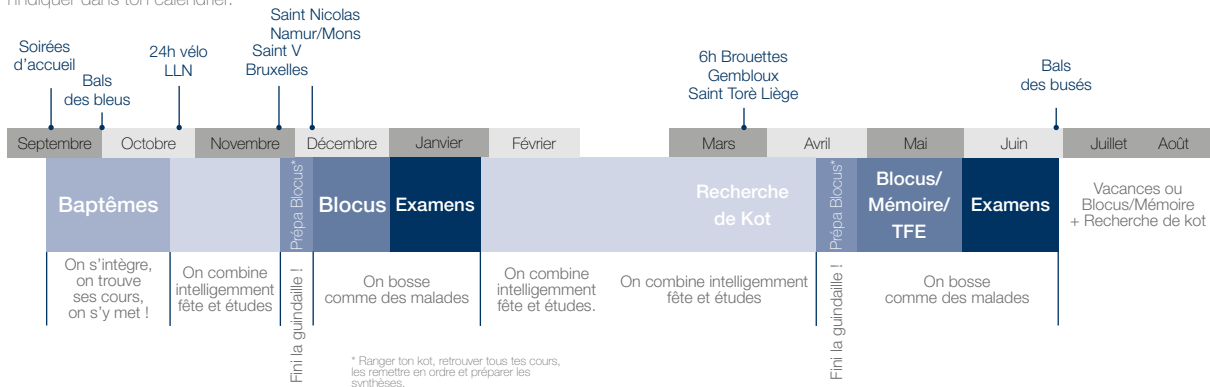 l'indiquer dans ton calendrier.
Soirées
d'accueil
Bals
des bleus
24h vélo
LLN
Saint Nicolas
Namur/Mons
Saint V
Bruxelles
6h Brouettes
Gembloux
Saint Torè Liège
Bals
des busés
Septembre
Octobre
Novembre
Décembre
Janvier
Février
Mars
Avril
Mai
Juin
Juillet
Août
Baptêmes
Prépa Blocus*
Blocus
Examens
Recherche
de Kot
Prépa Blocus*
Blocus/
Mémoire/
TFE
Examens
Vacances ou
Blocus/Mémoire
+ Recherche de kot
On s'intègre,
on trouve
ses cours,
on s'y met !
On combine
intelligemment
fête et études
Fini la guindaille !
On bosse
comme des malades
On combine
intelligemment
fête et études.
On combine intelligemment
fête et études
Fini la guindaille !
On bosse
comme des malades
* Ranger ton kot, retrouver tous tes cours,
les remettre en ordre et préparer les
synthèses.